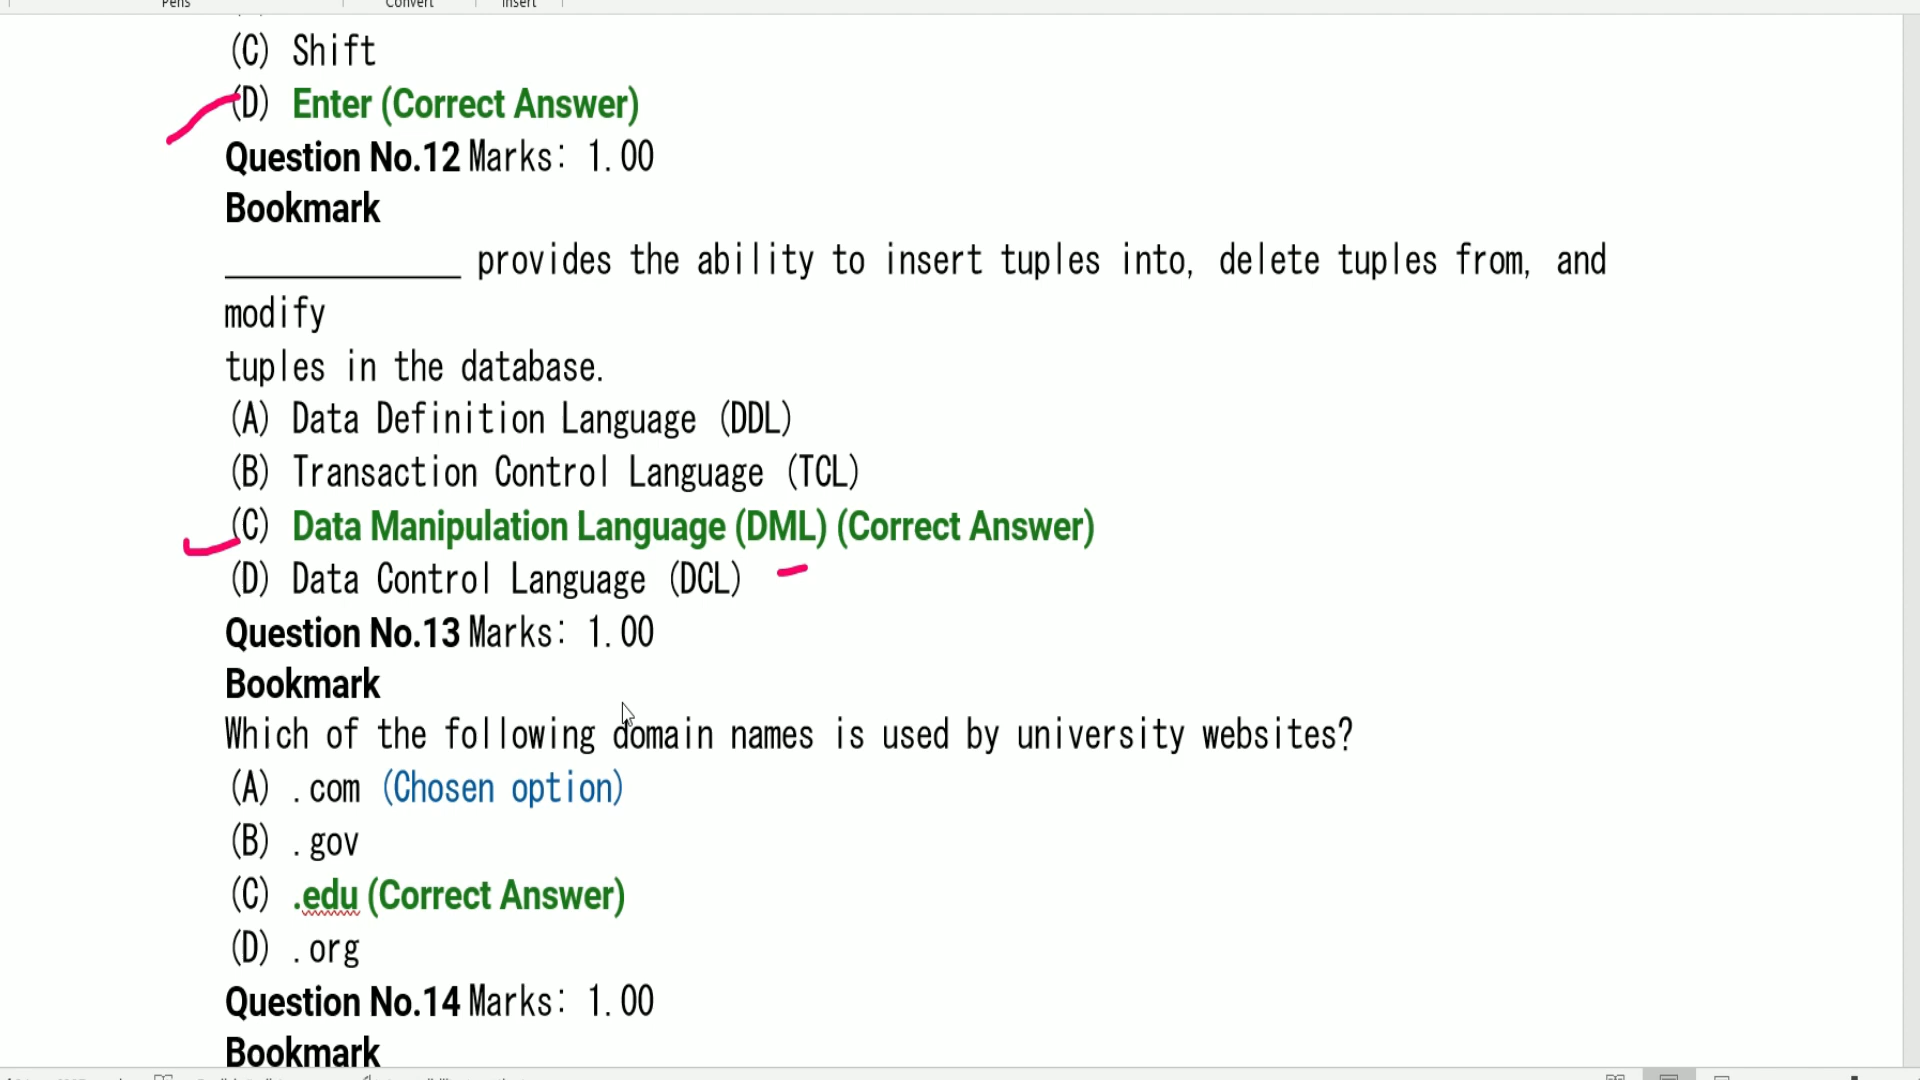 Pens Convert Insert
(C) Shift
(D) Enter (Correct Answer)
Question No.12 Marks: 1.00
Bookmark
______________ provides the ability to insert tuples into, delete tuples from, and
modify
tuples in the database.
(A) Data Definition Language (DDL)
(B) Transaction Control Language (TCL)
(C) Data Manipulation Language (DML) (Correct Answer)
(D) Data Control Language (DCL)
Question No.13 Marks: 1.00
Bookmark
Which of the following domain names is used by university websites?
(A) .com (Chosen option)
(B) .gov
(C) .edu (Correct Answer)
(D) .org
Question No.14 Marks: 1.00
Bookmark